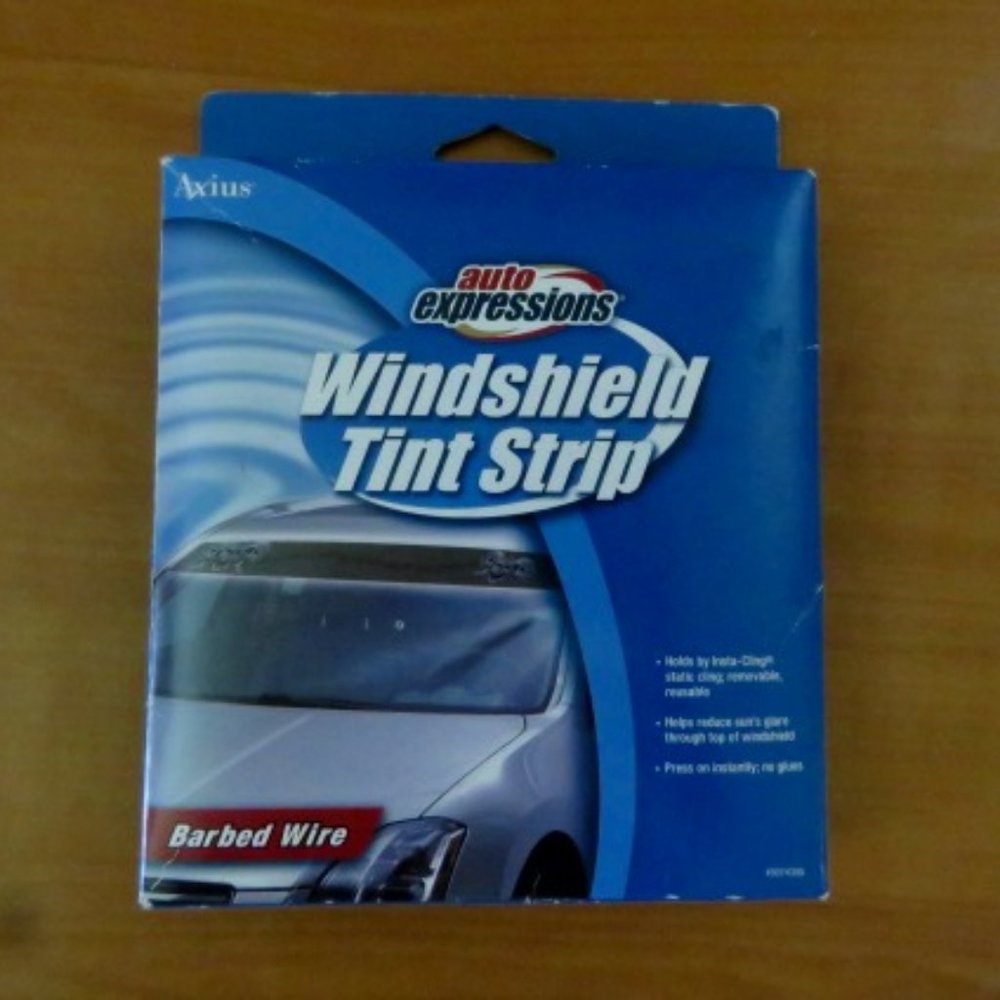 Axius
auto
expressions®
Windshield
Tint Strip
• Holds by Insta-Cling®
static cling; removable,
reusable
• Helps reduce sun's glare
through top of windshield
• Press on instantly; no glues
Barbed Wire